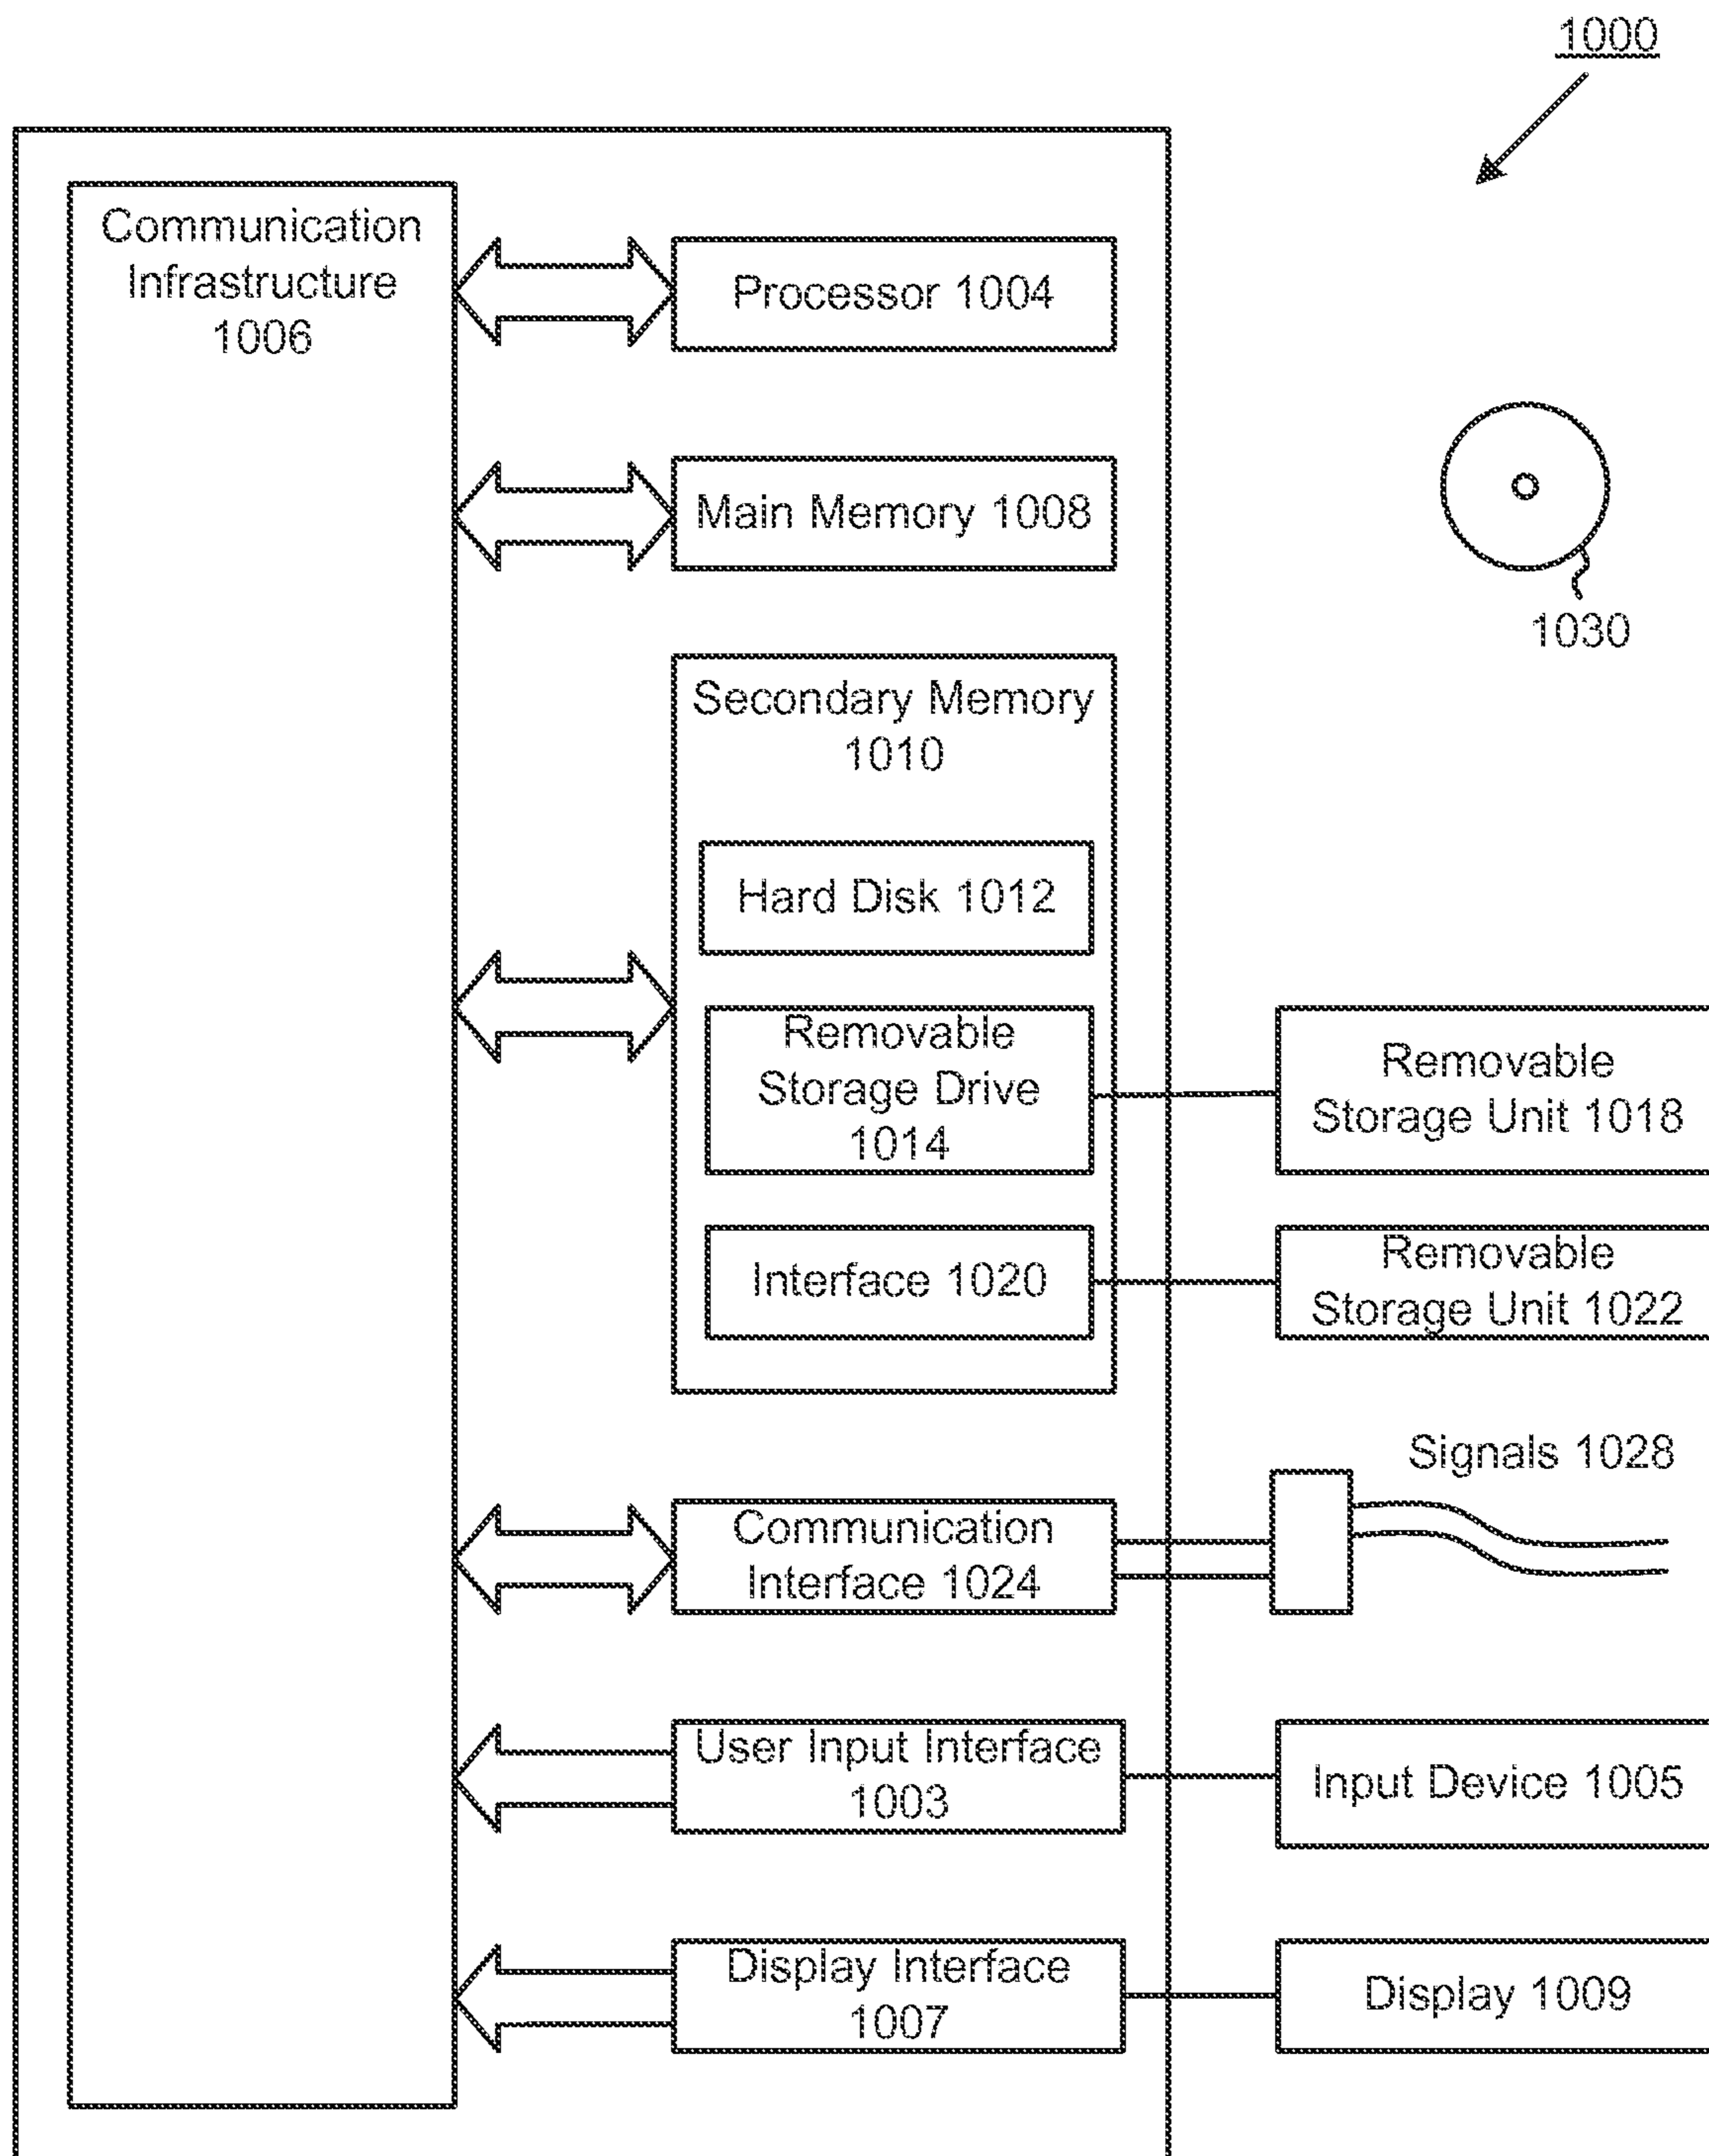 1000
Communication
Infrastructure
1006
Processor 1004
Main Memory 1008
1030
Secondary Memory
1010
Hard Disk 1012
Removable
Storage Drive
1014
Removable
Storage Unit 1018
Interface 1020
Removable
Storage Unit 1022
Signals 1028
Communication
Interface 1024
User Input Interface
1003
Input Device 1005
Display Interface
1007
Display 1009